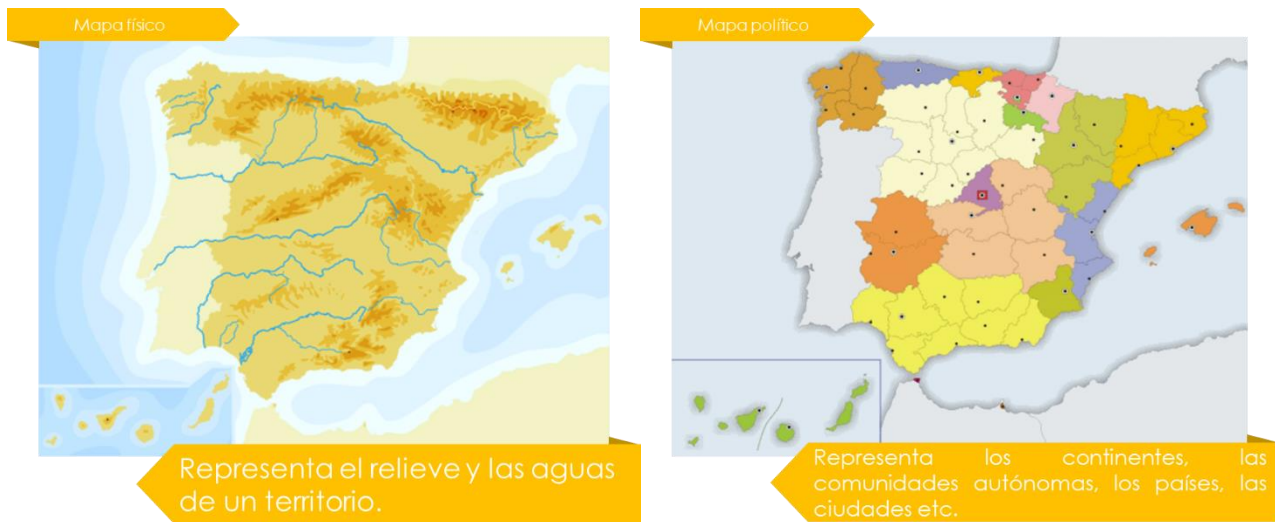 Mapa físico
Representa el relieve y las aguas
de un territorio.
Mapa político
Representa los continentes, las
comunidades autónomas, los países, las
ciudades etc.